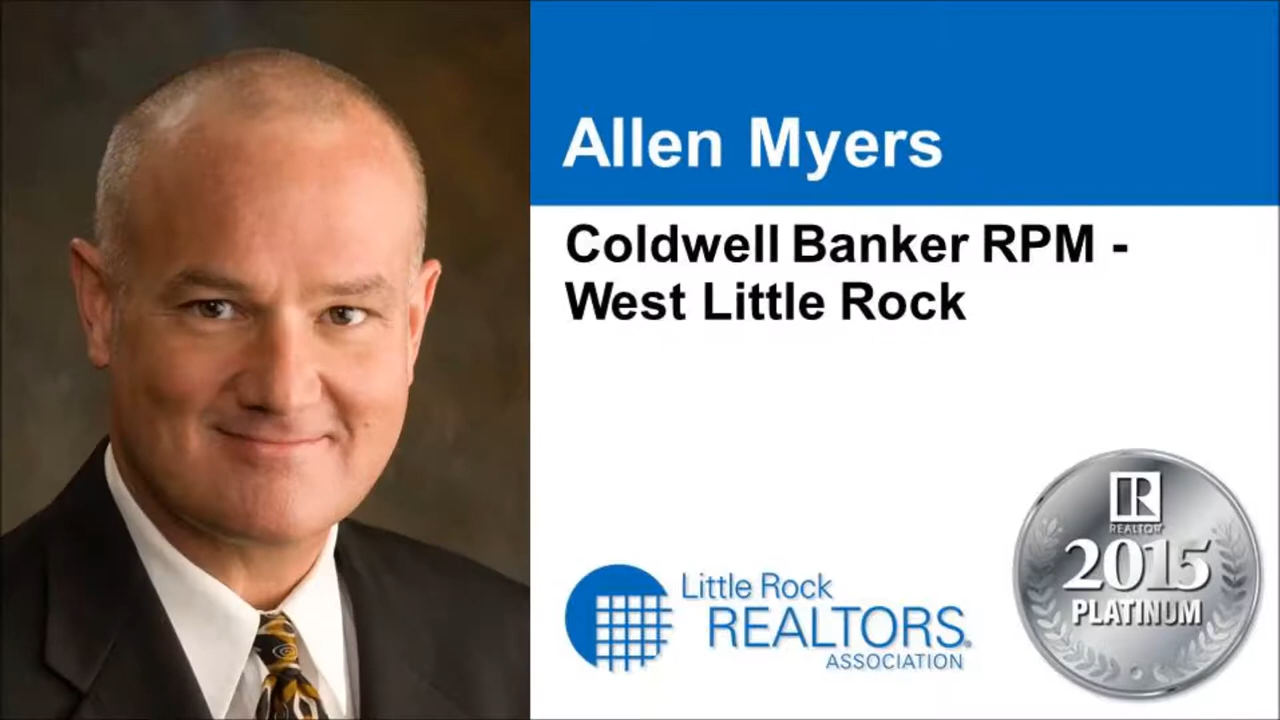 Allen Myers
Coldwell Banker RPM -
West Little Rock
Little Rock
REALTORS®
ASSOCIATION
R
REALTOR®
2015
PLATINUM